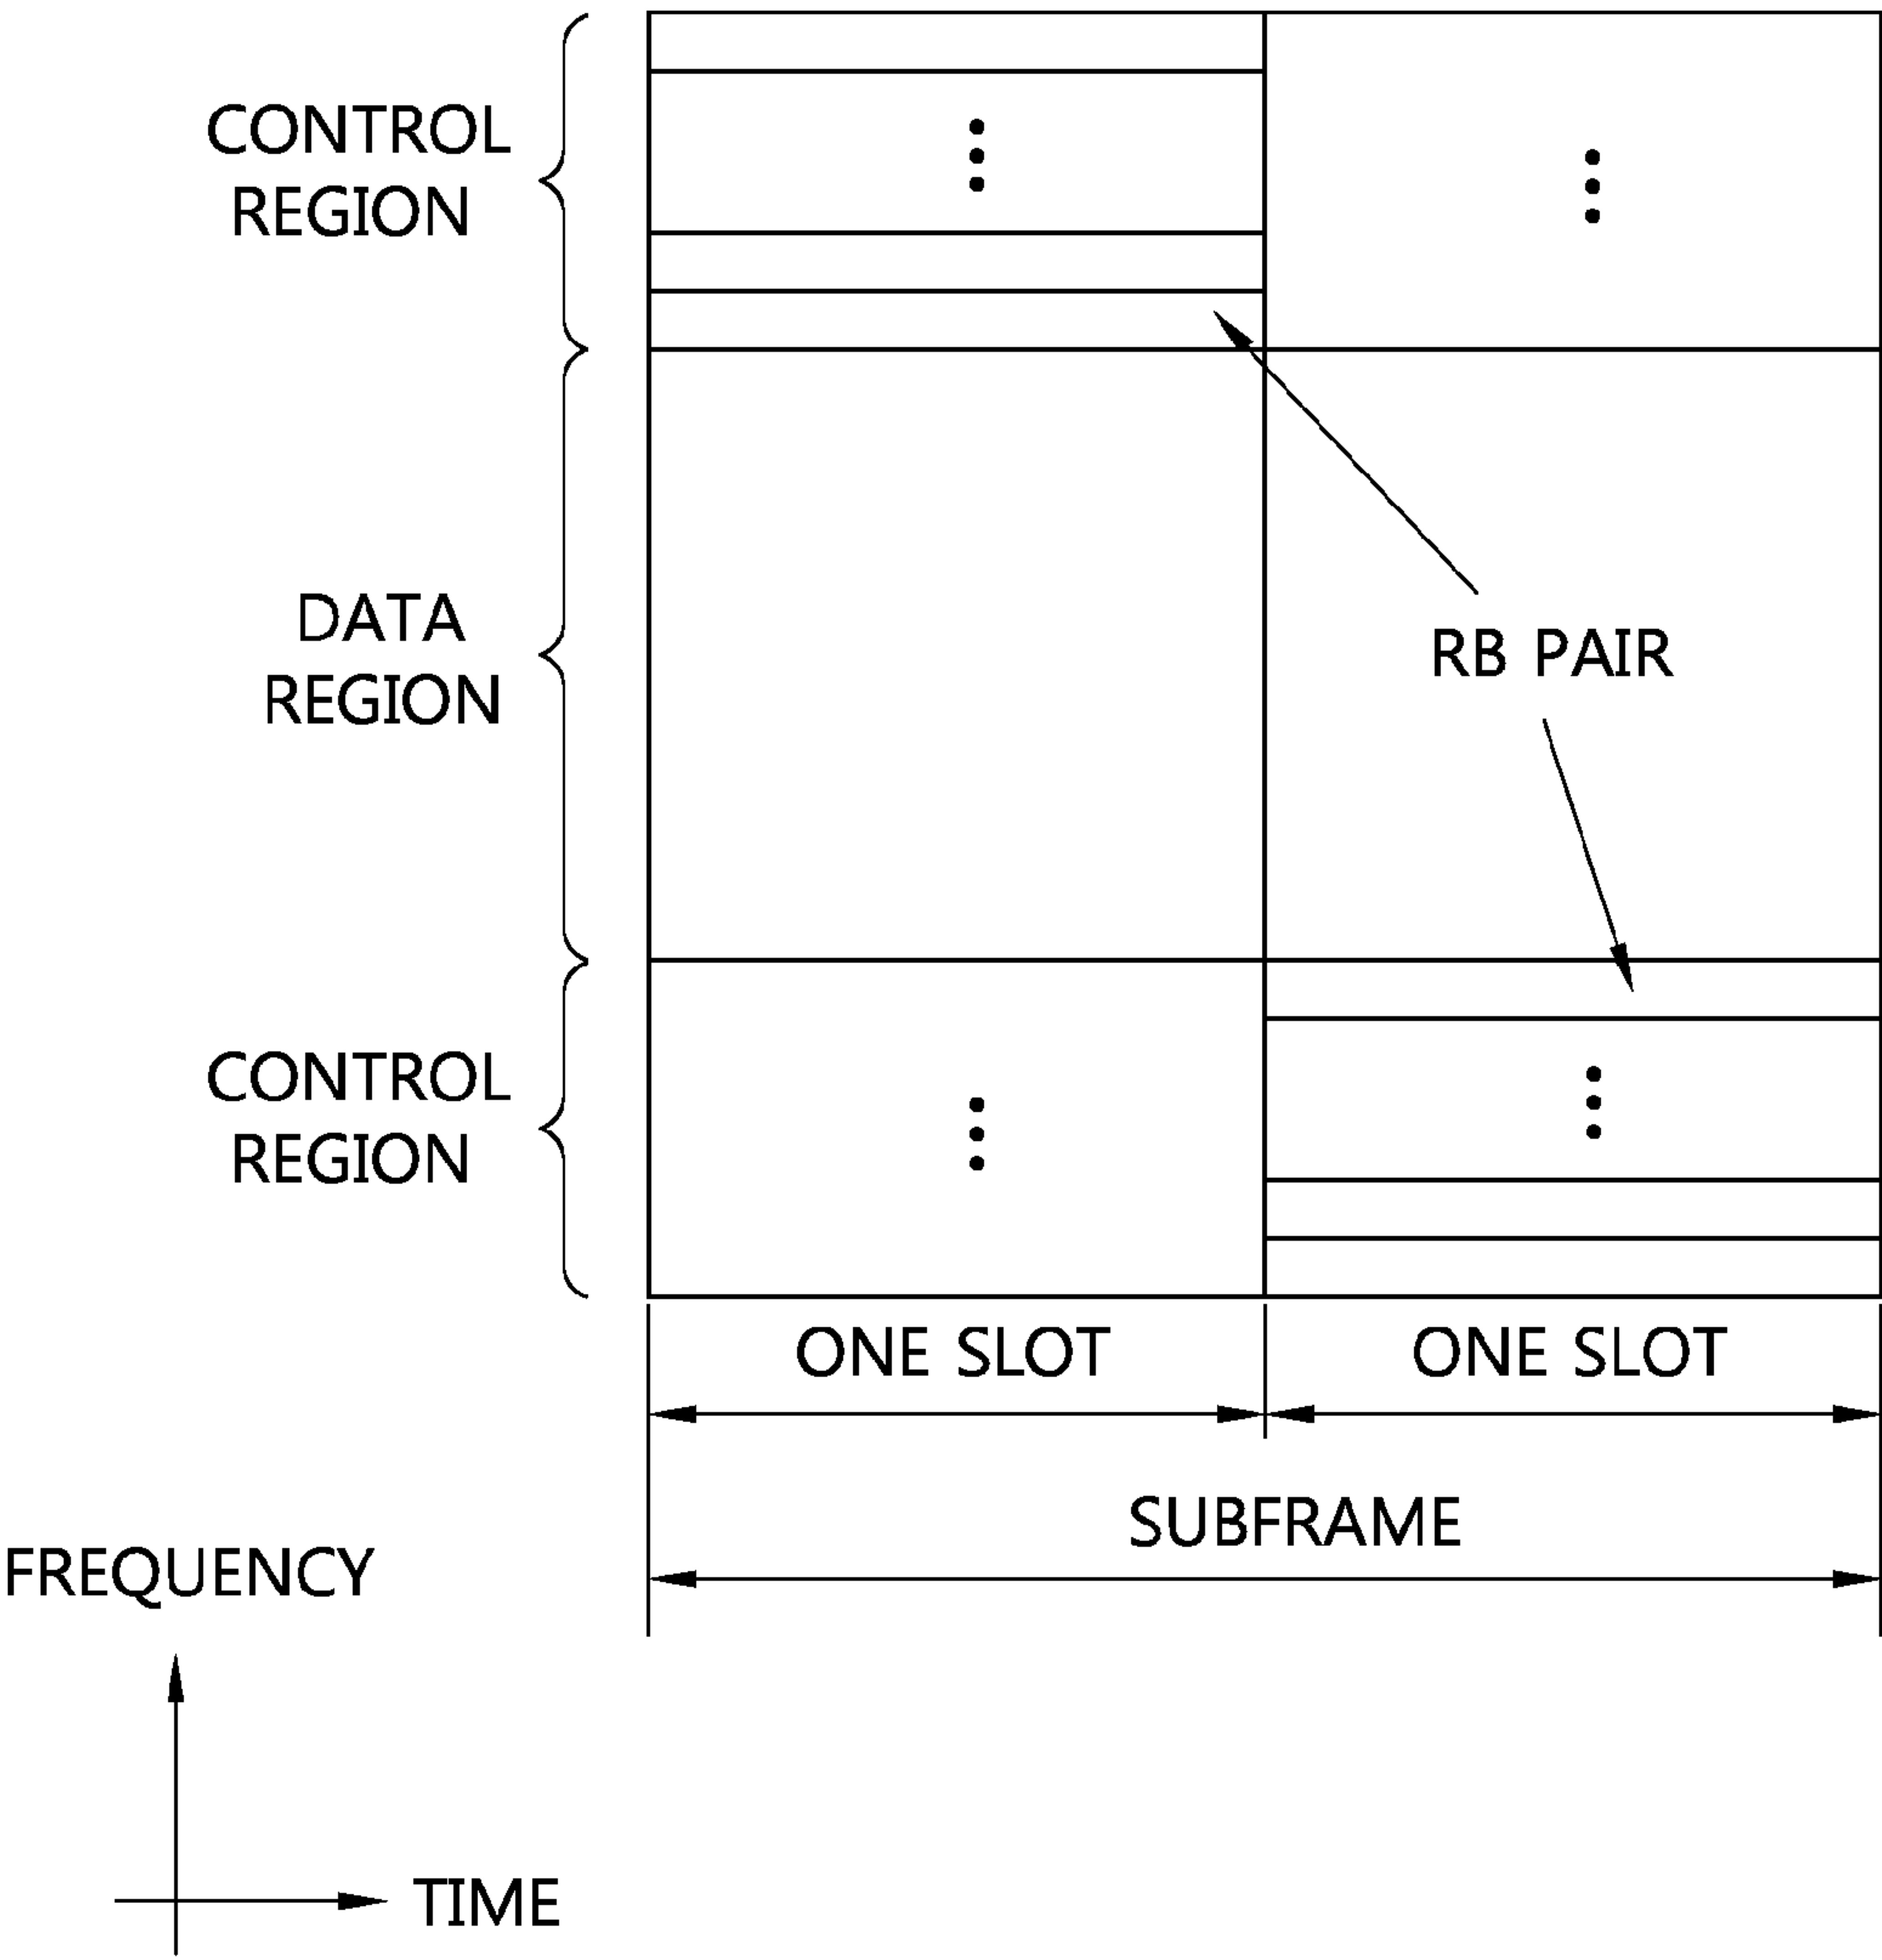 CONTROL
REGION
DATA
REGION
RB PAIR
CONTROL
REGION
ONE SLOT
ONE SLOT
SUBFRAME
FREQUENCY
TIME